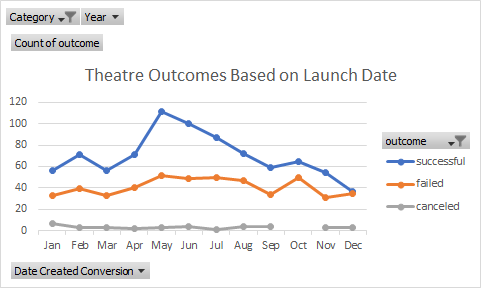 Category Year
Count of outcome
Theatre Outcomes Based on Launch Date
120
100
80
60
40
20
0
Jan Feb Mar Apr May Jun Jul Aug Sep Oct Nov Dec
outcome
successful
failed
canceled
Date Created Conversion